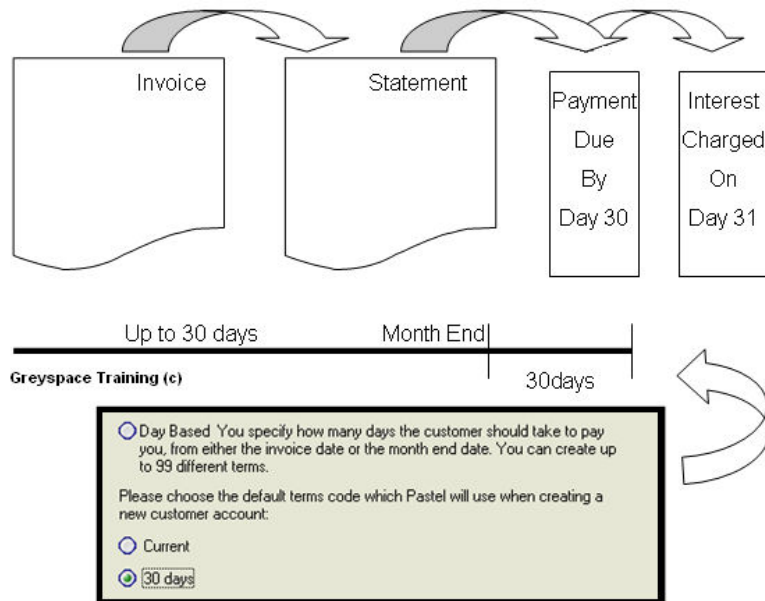 Invoice
Statement
Payment
Due
By
Day 30
Interest
Charged
On
Day 31
Up to 30 days
Month End
30days
Greyspace Training (c)
Day Based You specify how many days the customer should take to pay
you, from either the invoice date or the month end date. You can create up
to 99 different terms.
Please choose the default terms code which Pastel will use when creating a
new customer account:
Current
30 days